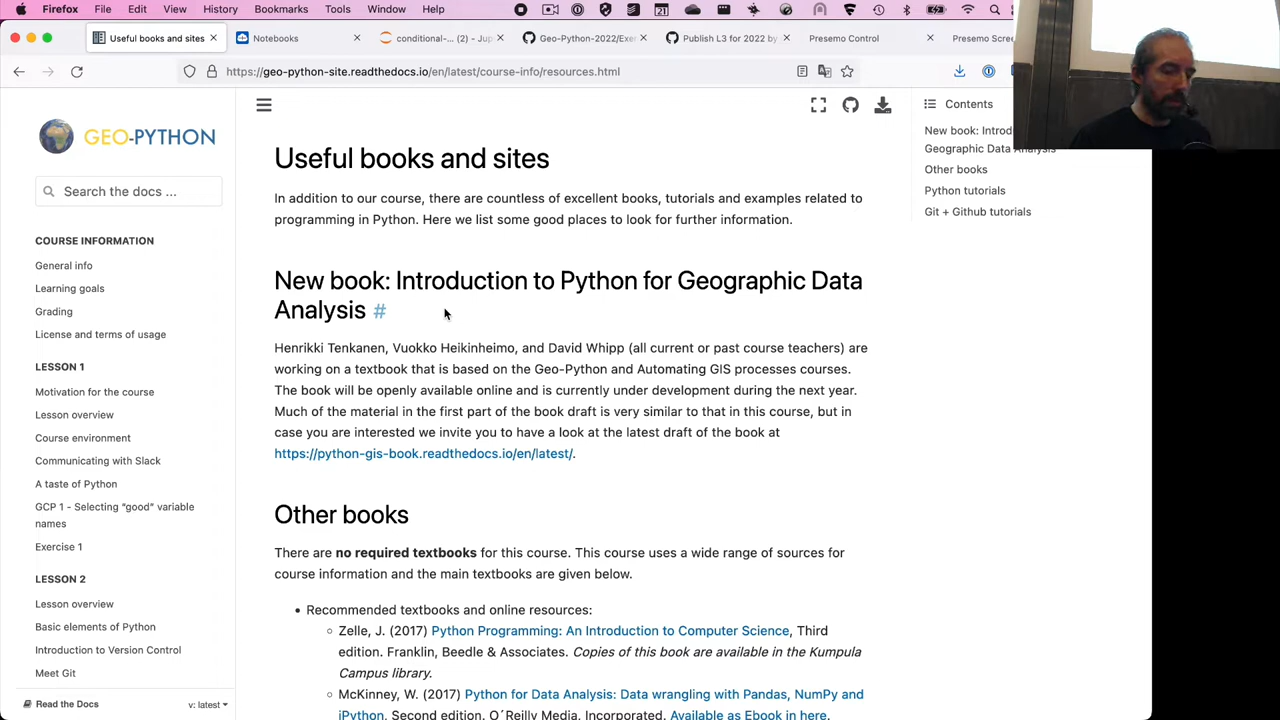 Firefox File Edit View History Bookmarks Tools Window Help
Useful books and sites
Notebooks
conditional-... (2) - Jup
Geo-Python-2022/Exer
Publish L3 for 2022 by
Presemo Control
Presemo Scre
https://geo-python-site.readthedocs.io/en/latest/course-info/resources.html
GEO-PYTHON
Search the docs ...
COURSE INFORMATION
General info
Learning goals
Grading
License and terms of usage
LESSON 1
Motivation for the course
Lesson overview
Course environment
Communicating with Slack
A taste of Python
GCP 1 - Selecting "good" variable
names
Exercise 1
LESSON 2
Lesson overview
Basic elements of Python
Introduction to Version Control
Meet Git
Read the Docs v: latest
Useful books and sites
In addition to our course, there are countless of excellent books, tutorials and examples related to
programming in Python. Here we list some good places to look for further information.
New book: Introduction to Python for Geographic Data
Analysis #
Henrikki Tenkanen, Vuokko Heikinheimo, and David Whipp (all current or past course teachers) are
working on a textbook that is based on the Geo-Python and Automating GIS processes courses.
The book will be openly available online and is currently under development during the next year.
Much of the material in the first part of the book draft is very similar to that in this course, but in
case you are interested we invite you to have a look at the latest draft of the book at
https://python-gis-book.readthedocs.io/en/latest/.
Other books
There are no required textbooks for this course. This course uses a wide range of sources for
course information and the main textbooks are given below.
• Recommended textbooks and online resources:
Zelle, J. (2017) Python Programming: An Introduction to Computer Science, Third
edition. Franklin, Beedle & Associates. Copies of this book are available in the Kumpula
Campus library.
McKinney, W. (2017) Python for Data Analysis: Data wrangling with Pandas, NumPy and
iPython, Second edition. O´Reilly Media, Incorporated. Available as Ebook in here.
Contents
New book: Introd
Geographic Data Analysis
Other books
Python tutorials
Git + Github tutorials